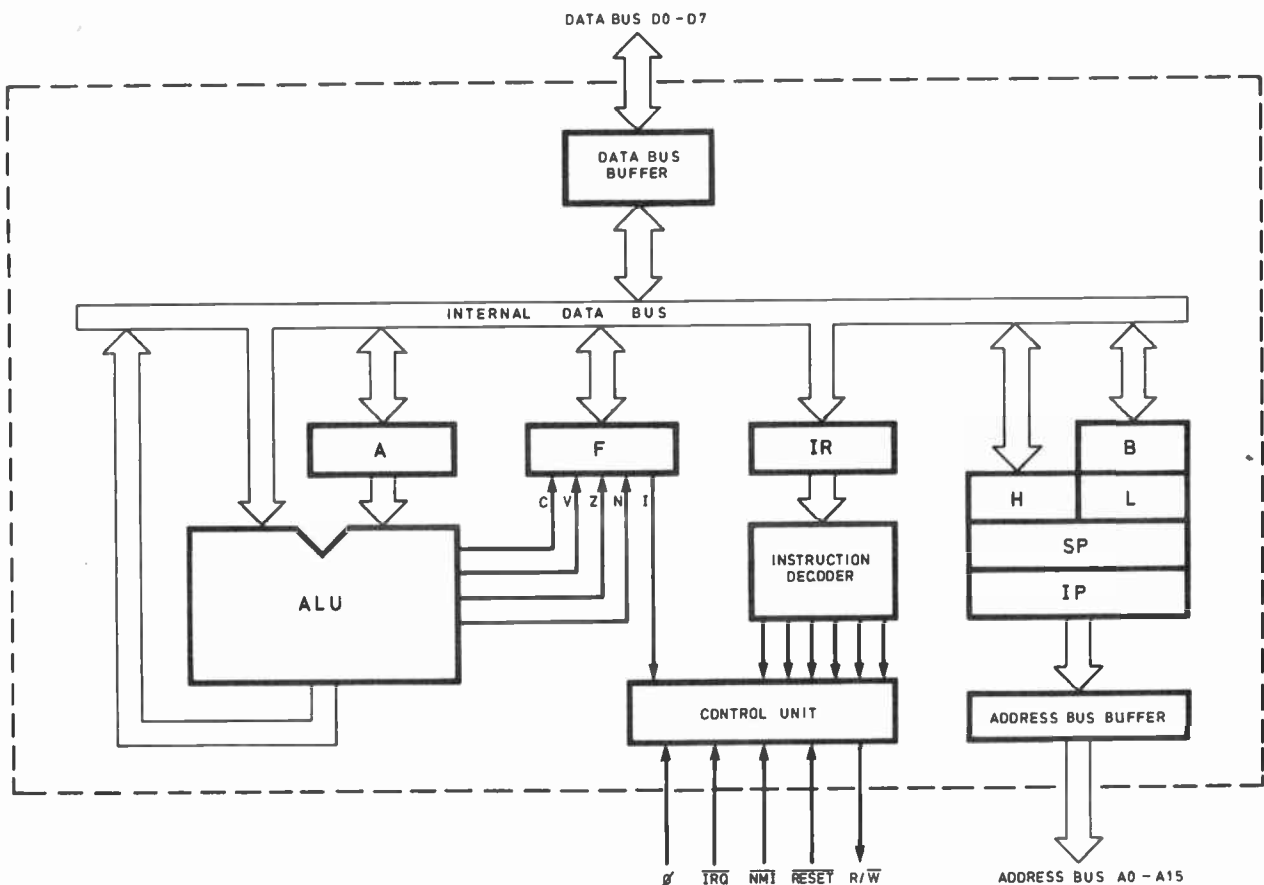 DATA BUS D0-D7
DATA BUS
BUFFER
INTERNAL DATA BUS
A
F
IR
B
H
L
C V Z N I
SP
INSTRUCTION
DECODER
IP
ALU
CONTROL UNIT
ADDRESS BUS BUFFER
Ø IRQ NMI RESET R/W
ADDRESS BUS A0-A15